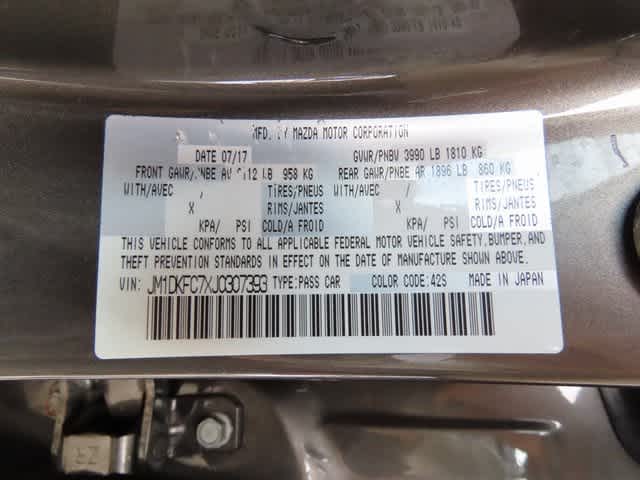 MFD. BY MAZDA MOTOR CORPORATION
DATE 07/17 GVWR/PNBV 3990 LB 1810 KG
FRONT GAWR/PNBE AV 2112 LB 958 KG REAR GAWR/PNBE AR 1896 LB 860 KG
WITH/AVEC , TIRES/PNEUS WITH/AVEC / TIRES/PNEUS
X RIMS/JANTES X RIMS/JANTES
KPA/ PSI COLD/A FROID KPA/ PSI COLD/A FROID
THIS VEHICLE CONFORMS TO ALL APPLICABLE FEDERAL MOTOR VEHICLE SAFETY, BUMPER, AND
THEFT PREVENTION STANDARDS IN EFFECT ON THE DATE OF MANUFACTURE SHOWN ABOVE.
VIN: JM1DKFC7XJ0307393 TYPE:PASS CAR COLOR CODE:42S MADE IN JAPAN